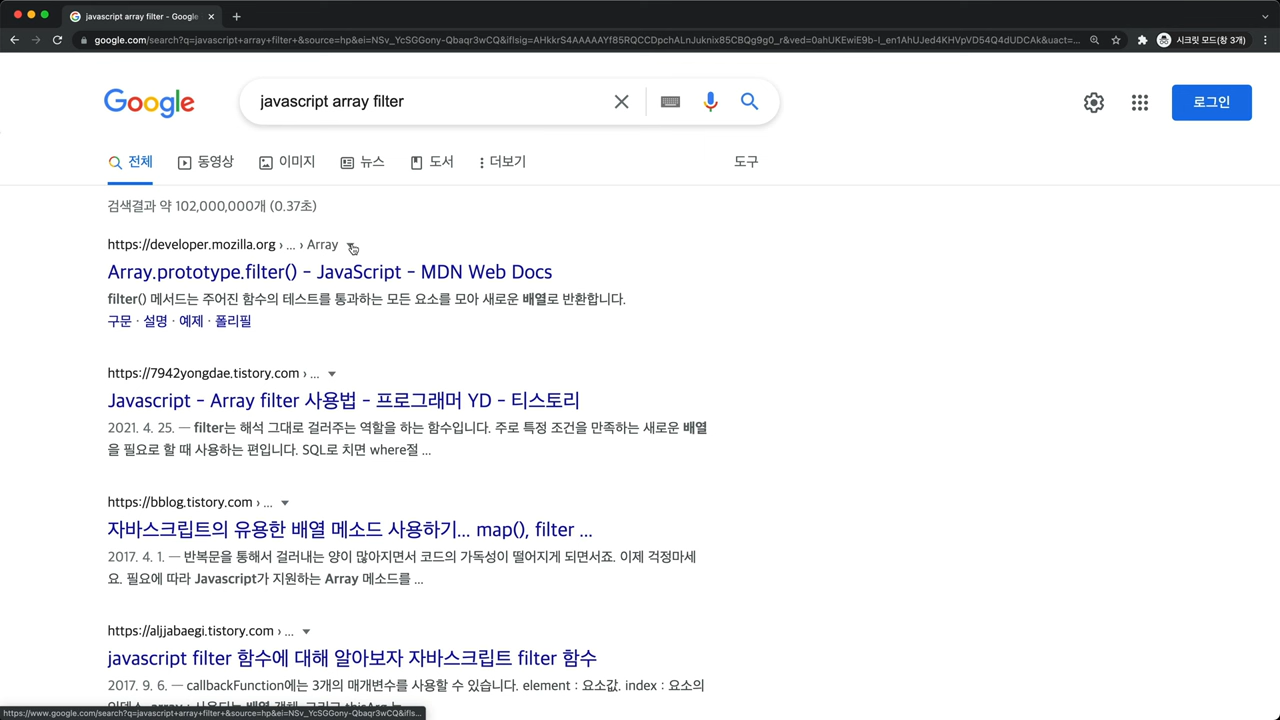 javascript array filter - Google
google.com/search?q=javascript+array+filter+&source=hp&ei=NSv_YcSGGony-Qbaqr3wCQ&iflsig=AHkkrS4AAAAAYf85RQCCDpchALnJuknix85CBQg9g0_r&ved=0ahUKEwiE9b-l_en1AhUJed4KHVpVD54Q4dUDCAk&uact=...
시크릿 모드(창 3개)
Google
javascript array filter
로그인
전체 동영상 이미지 뉴스 도서 더보기 도구
검색결과 약 102,000,000개 (0.37초)
https://developer.mozilla.org › ... › Array
Array.prototype.filter() - JavaScript - MDN Web Docs
filter() 메서드는 주어진 함수의 테스트를 통과하는 모든 요소를 모아 새로운 배열로 반환합니다.
구문 · 설명 · 예제 · 폴리필
https://7942yongdae.tistory.com › ...
Javascript - Array filter 사용법 - 프로그래머 YD - 티스토리
2021. 4. 25. — filter는 해석 그대로 걸러주는 역할을 하는 함수입니다. 주로 특정 조건을 만족하는 새로운 배열
을 필요로 할 때 사용하는 편입니다. SQL로 치면 where절 ...
https://bblog.tistory.com › ...
자바스크립트의 유용한 배열 메소드 사용하기... map(), filter ...
2017. 4. 1. — 반복문을 통해서 걸러내는 양이 많아지면서 코드의 가독성이 떨어지게 되면서죠. 이제 걱정마세
요. 필요에 따라 Javascript가 지원하는 Array 메소드를 ...
https://aljjabaegi.tistory.com › ...
javascript filter 함수에 대해 알아보자 자바스크립트 filter 함수
2017. 9. 6. — callbackFunction에는 3개의 매개변수를 사용할 수 있습니다. element : 요소값. index : 요소의
https://www.google.com/search?q=javascript+array+filter+&source=hp&ei=NSv_YcSGGony-Qbaqr3wCQ&ifls...